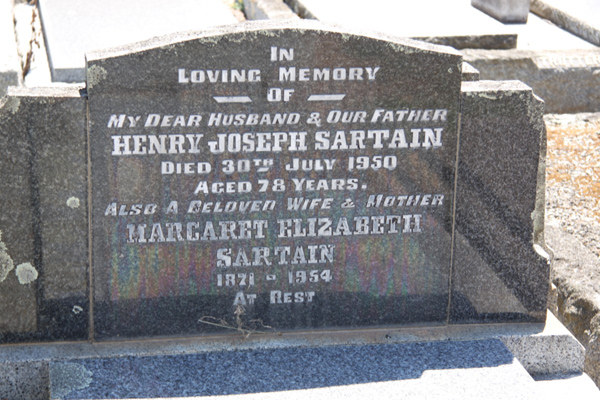 IN
LOVING MEMORY
OF
MY DEAR HUSBAND & OUR FATHER
HENRY JOSEPH SARTAIN
DIED 30TH JULY 1950
AGED 78 YEARS.
ALSO A BELOVED WIFE & MOTHER
MARGARET ELIZABETH
SARTAIN
1871 - 1954
AT REST